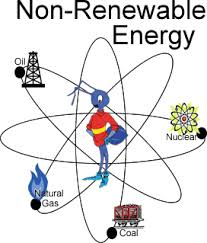 Non-Renewable
Energy
Oil
Nuclear
Natural
Gas
Coal